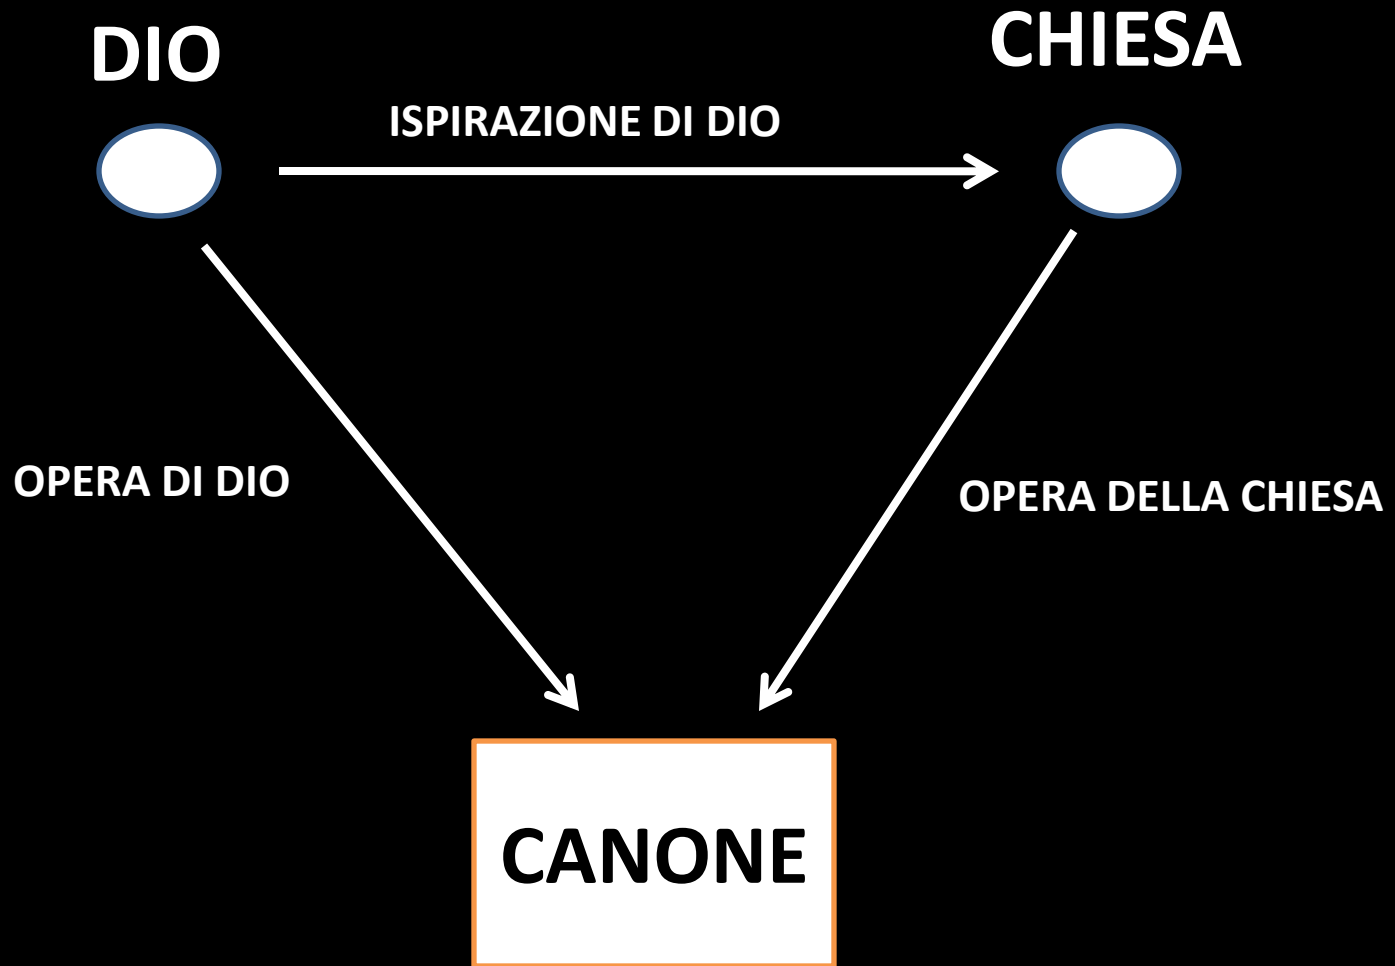 DIO
CHIESA
ISPIRAZIONE DI DIO
OPERA DI DIO
OPERA DELLA CHIESA
CANONE